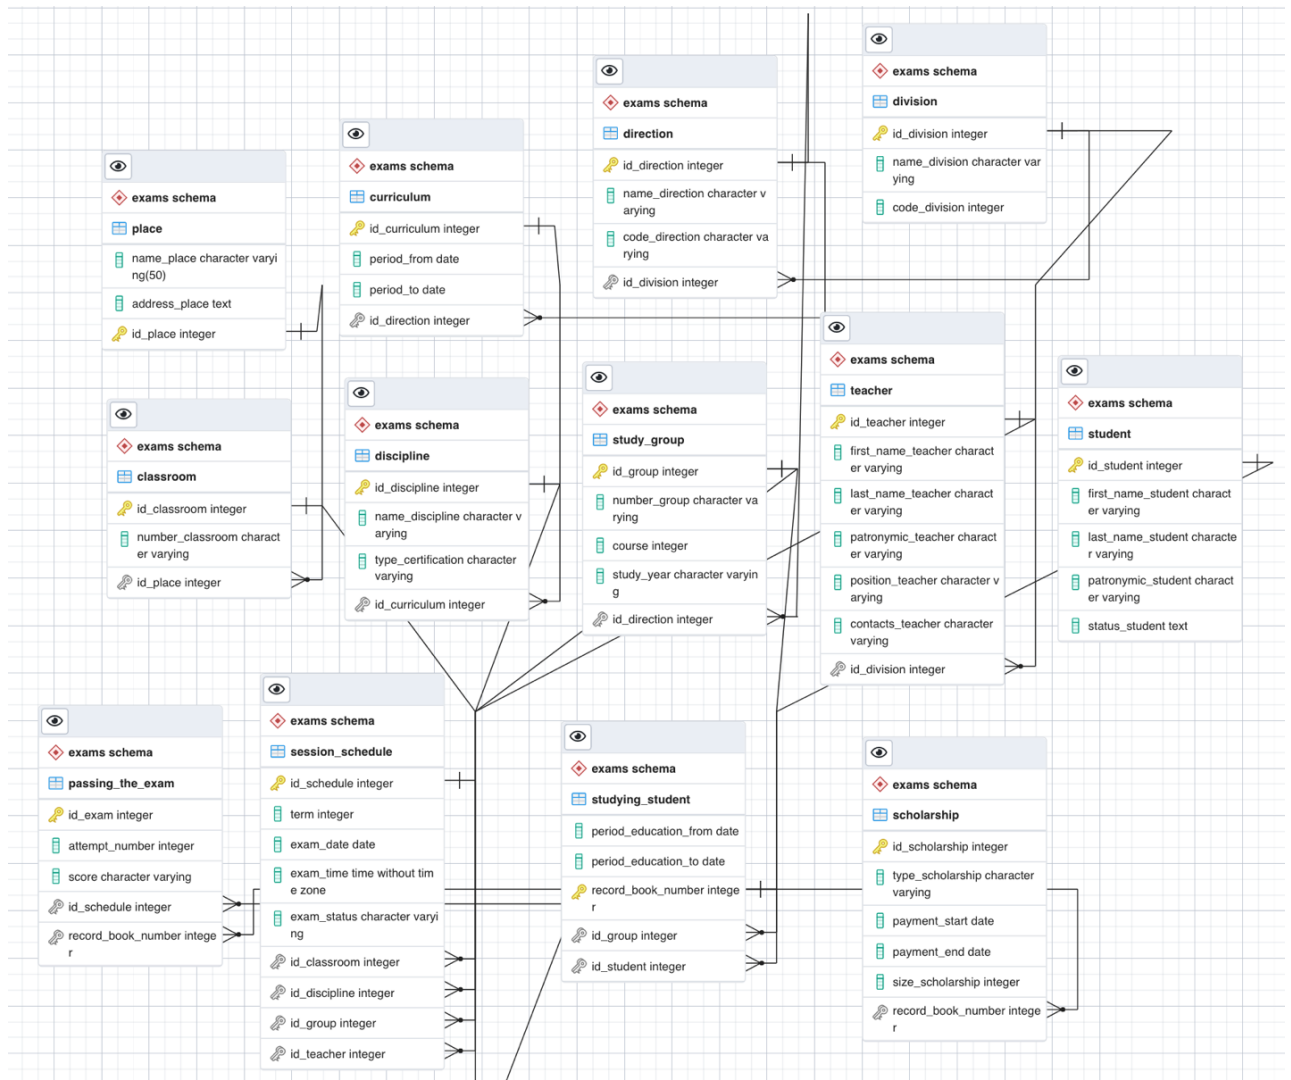 exams schema
division
id_division integer
name_division character var
ying
code_division integer
exams schema
direction
id_direction integer
name_direction character v
arying
code_direction character va
rying
id_division integer
exams schema
curriculum
id_curriculum integer
period_from date
period_to date
id_direction integer
exams schema
place
name_place character varyi
ng(50)
address_place text
id_place integer
exams schema
classroom
id_classroom integer
number_classroom charact
er varying
id_place integer
exams schema
discipline
id_discipline integer
name_discipline character v
arying
type_certification character
varying
id_curriculum integer
exams schema
study_group
id_group integer
number_group character va
rying
course integer
study_year character varyin
g
id_direction integer
exams schema
teacher
id_teacher integer
first_name_teacher charact
er varying
last_name_teacher charact
er varying
patronymic_teacher charact
er varying
position_teacher character v
arying
contacts_teacher character
varying
id_division integer
exams schema
student
id_student integer
first_name_student charact
er varying
last_name_student characte
r varying
patronymic_student charact
er varying
status_student text
exams schema
passing_the_exam
id_exam integer
attempt_number integer
score character varying
id_schedule integer
record_book_number intege
r
exams schema
session_schedule
id_schedule integer
term integer
exam_date date
exam_time time without tim
e zone
exam_status character varyi
ng
id_classroom integer
id_discipline integer
id_group integer
id_teacher integer
exams schema
studying_student
period_education_from date
period_education_to date
record_book_number intege
r
id_group integer
id_student integer
exams schema
scholarship
id_scholarship integer
type_scholarship character
varying
payment_start date
payment_end date
size_scholarship integer
record_book_number intege
r